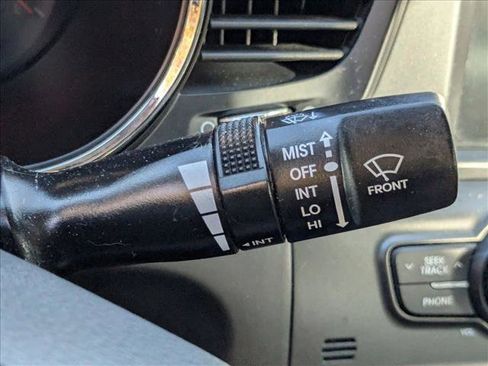 MIST
OFF
INT
LO
HI
FRONT
◄INT
SEEK
TRACK
PHONE